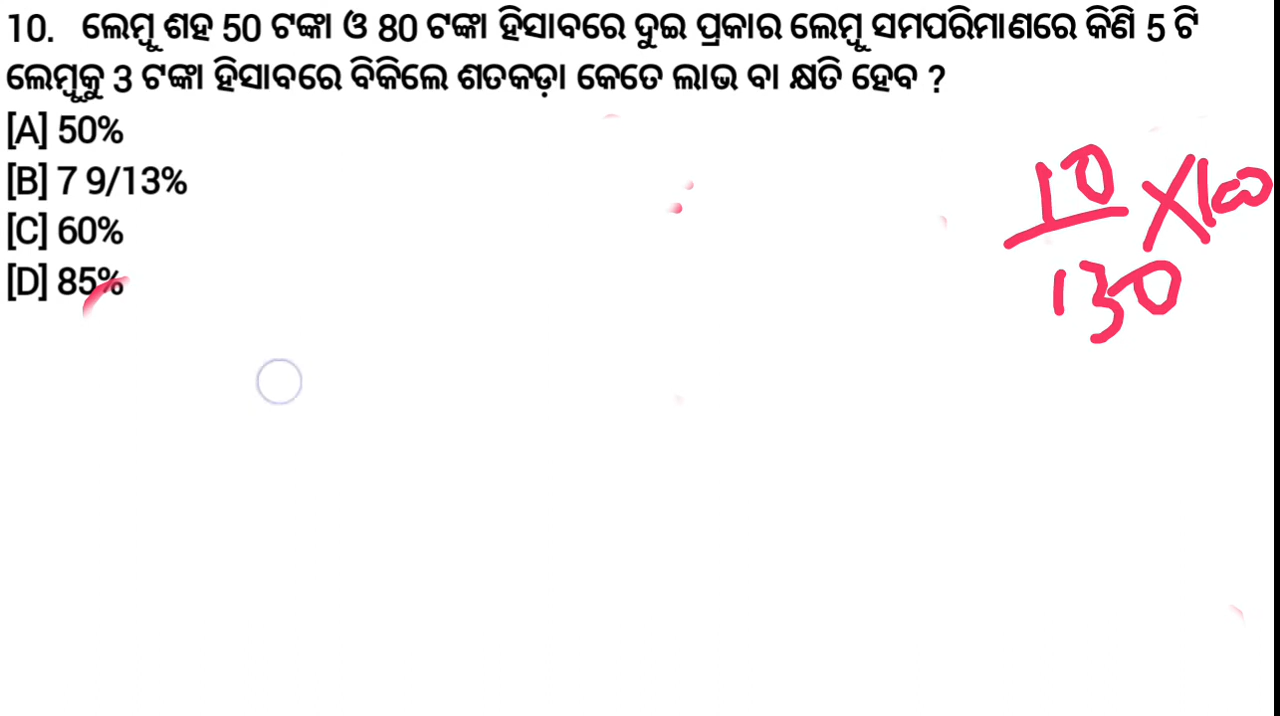 10. ଲେମ୍ବୂ ଶହ 50 ଟଙ୍କା ଓ 80 ଟଙ୍କା ହିସାବରେ ଦୁଇ ପ୍ରକାର ଲେମ୍ବୂ ସମପରିମାଣରେ କିଣି 5 ଟି
ଲେମ୍ବୂକୁ 3 ଟଙ୍କା ହିସାବରେ ବିକିଲେ ଶତକଡ଼ା କେତେ ଲାଭ ବା କ୍ଷତି ହେବ ?
[A] 50%
[B] 7 9/13%
[C] 60%
[D] 85%
10
× 100
130